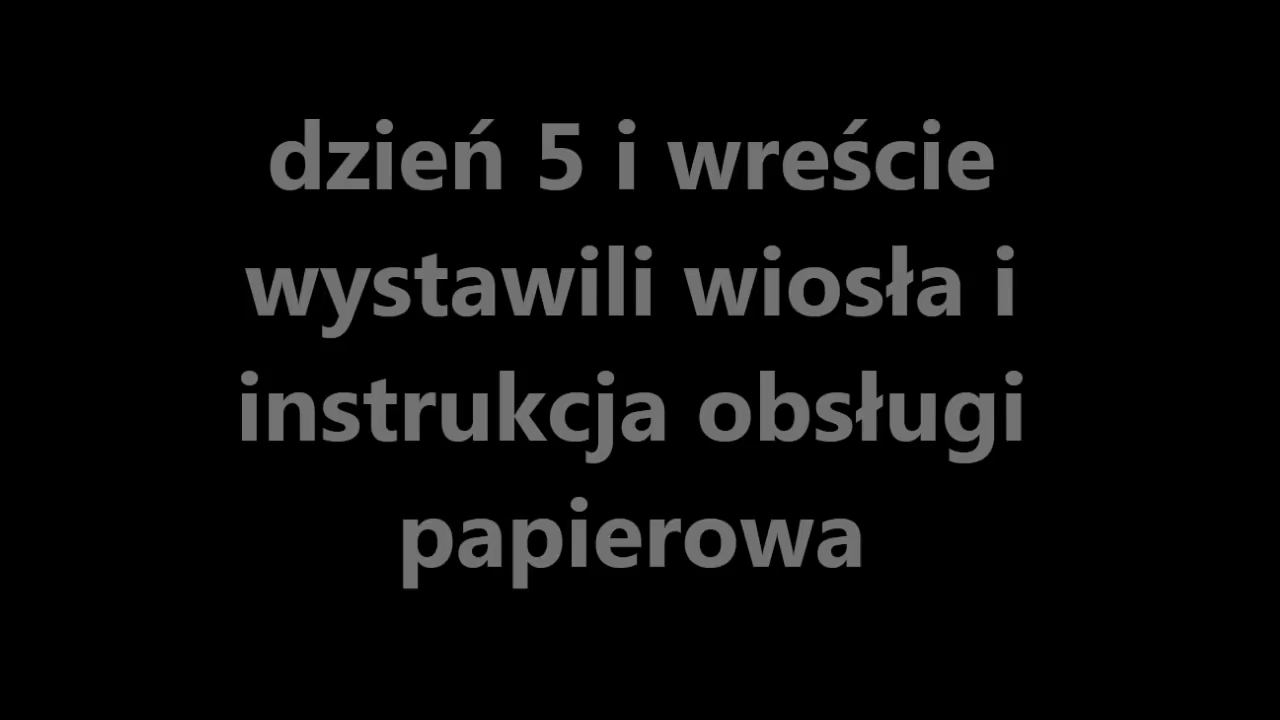 dzień 5 i wreście
wystawili wiosła i
instrukcja obsługi
papierowa